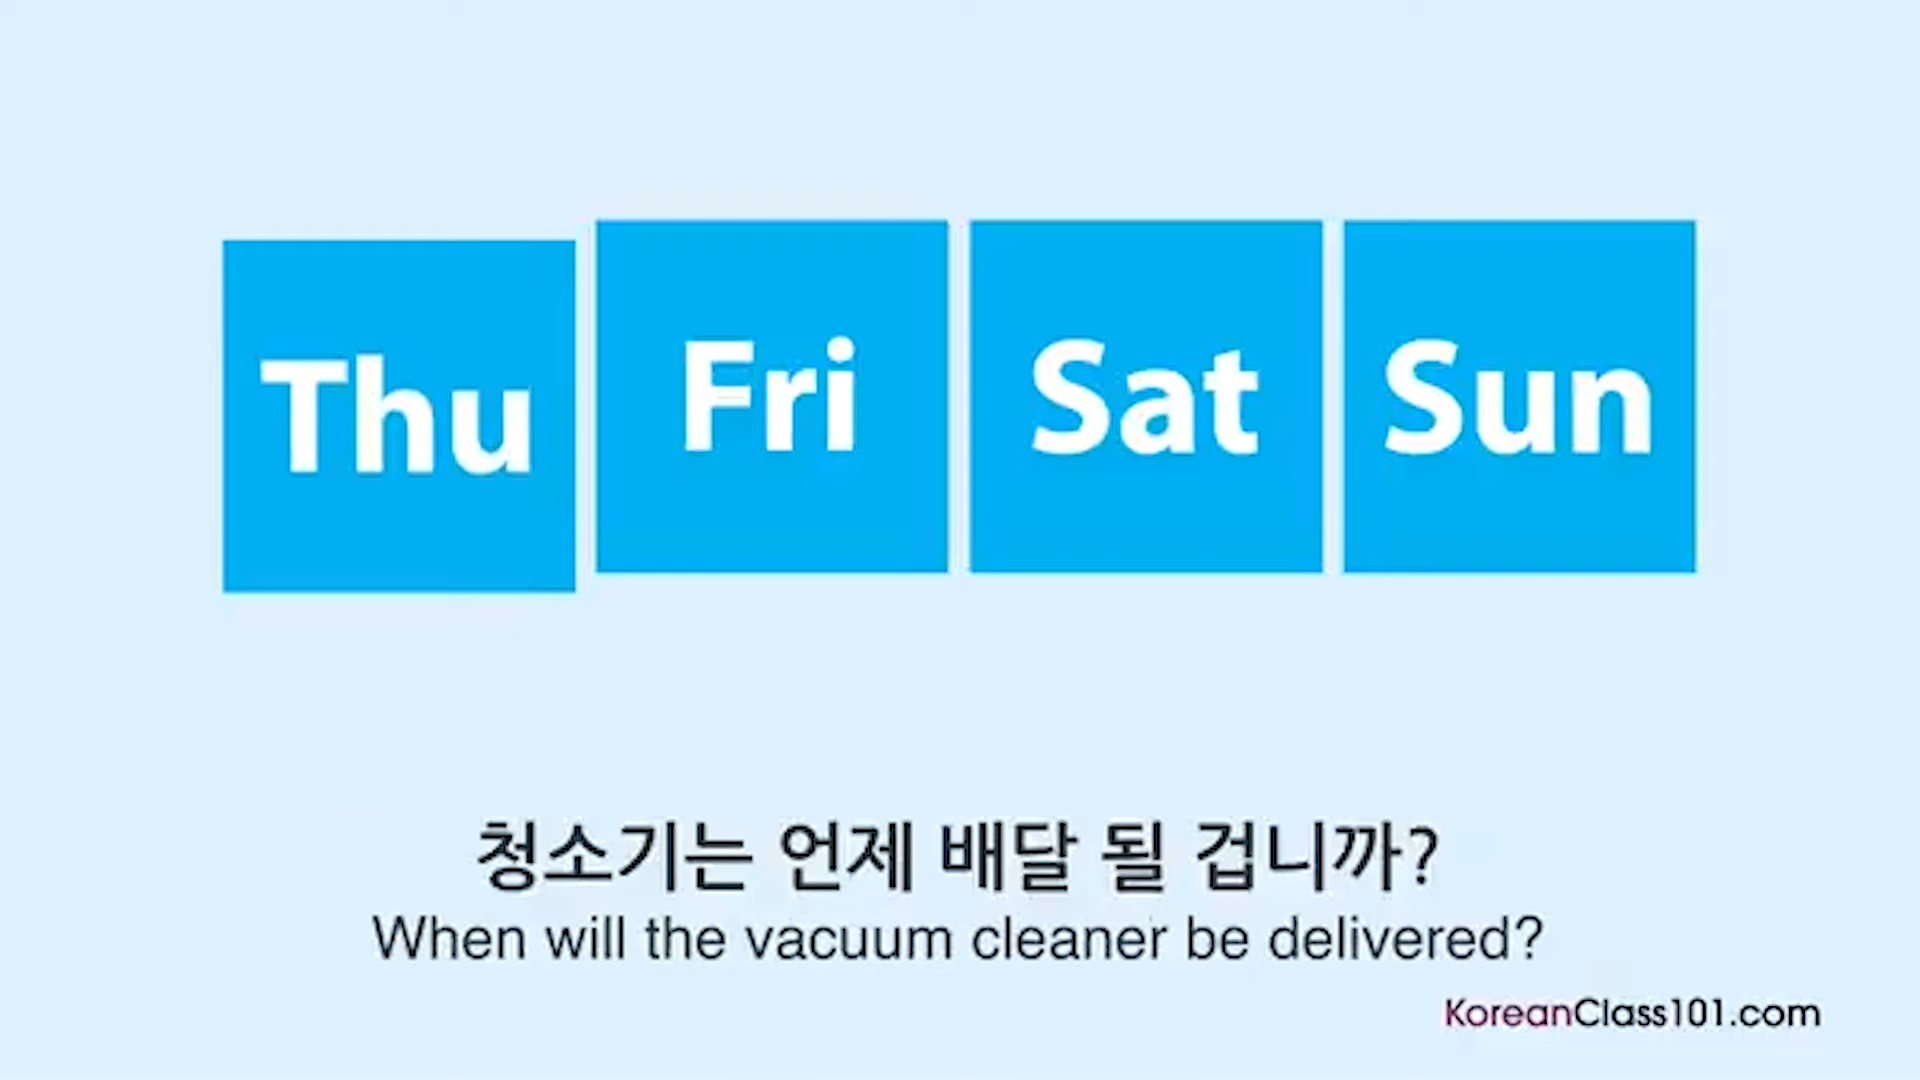 Thu Fri Sat Sun
청소기는 언제 배달 될 겁니까?
When will the vacuum cleaner be delivered?
KoreanClass101.com